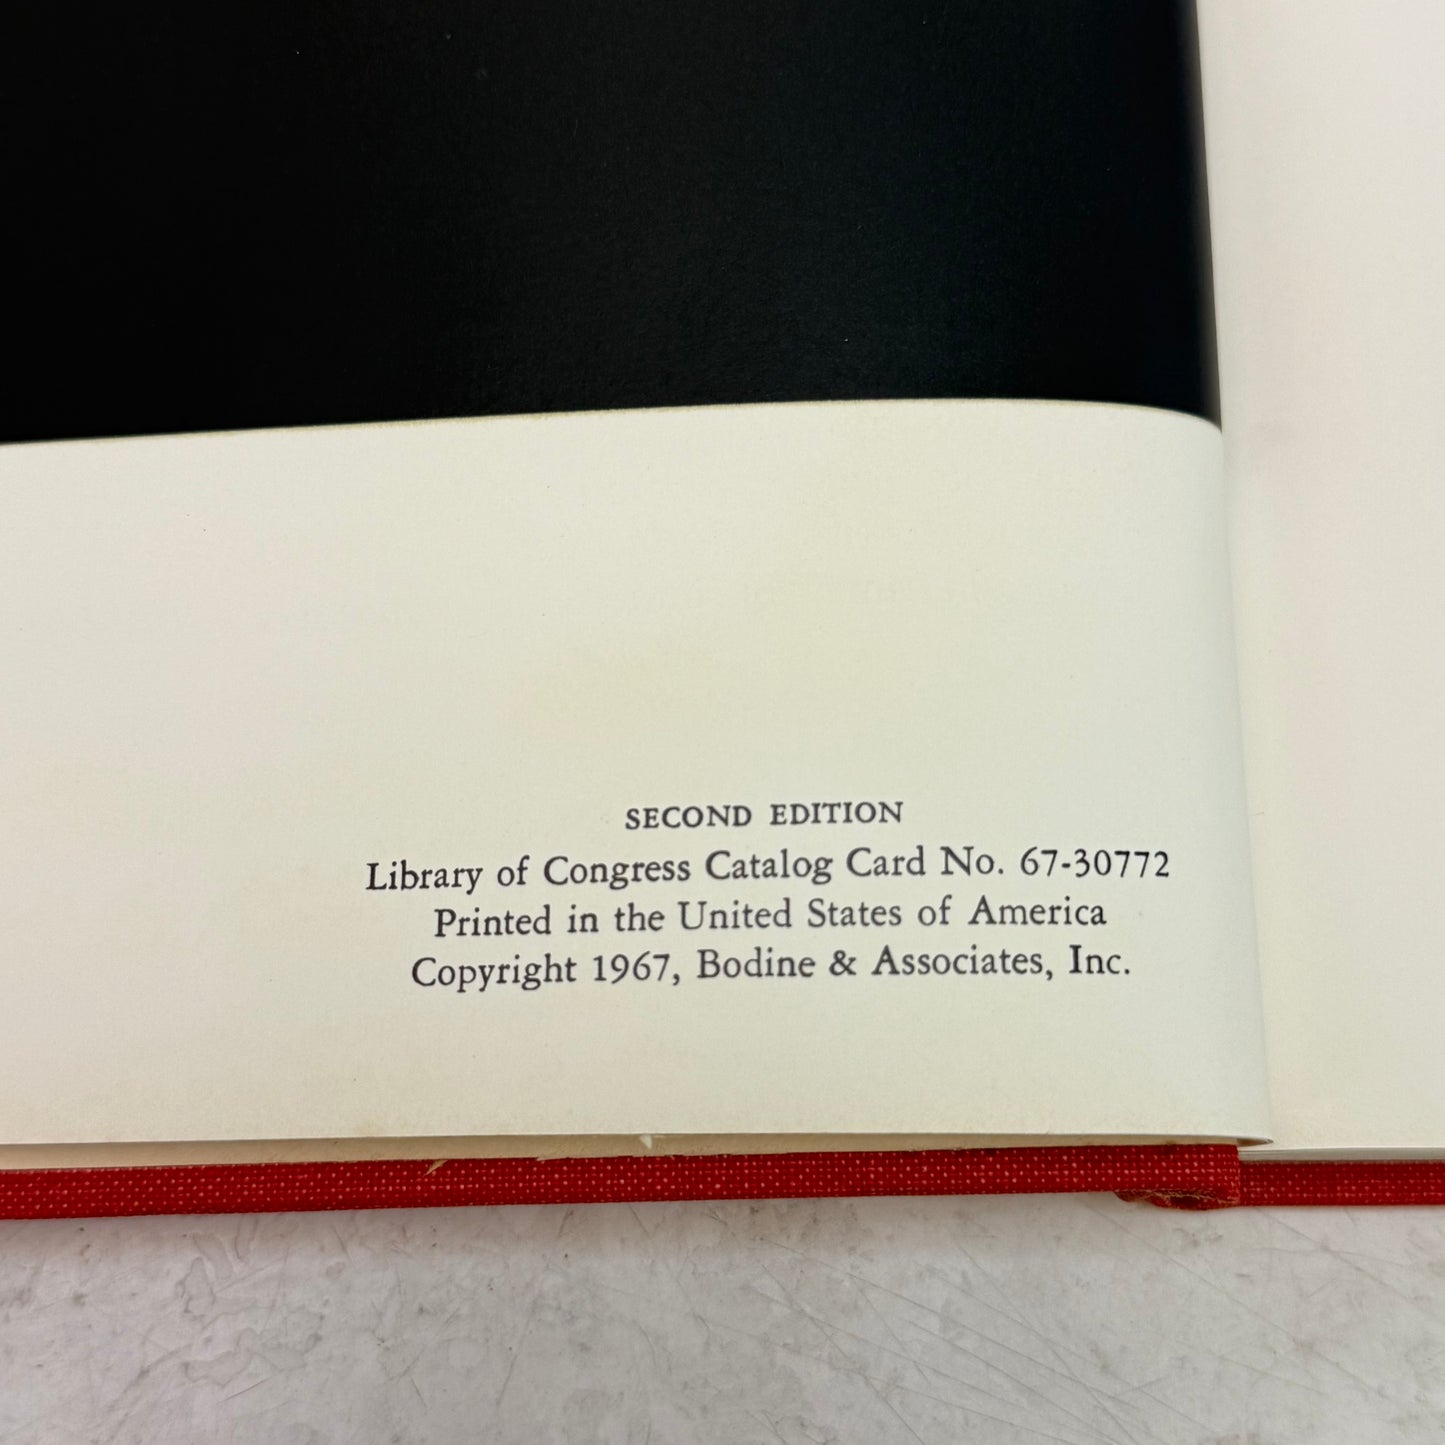 SECOND EDITION
Library of Congress Catalog Card No. 67-30772
Printed in the United States of America
Copyright 1967, Bodine & Associates, Inc.